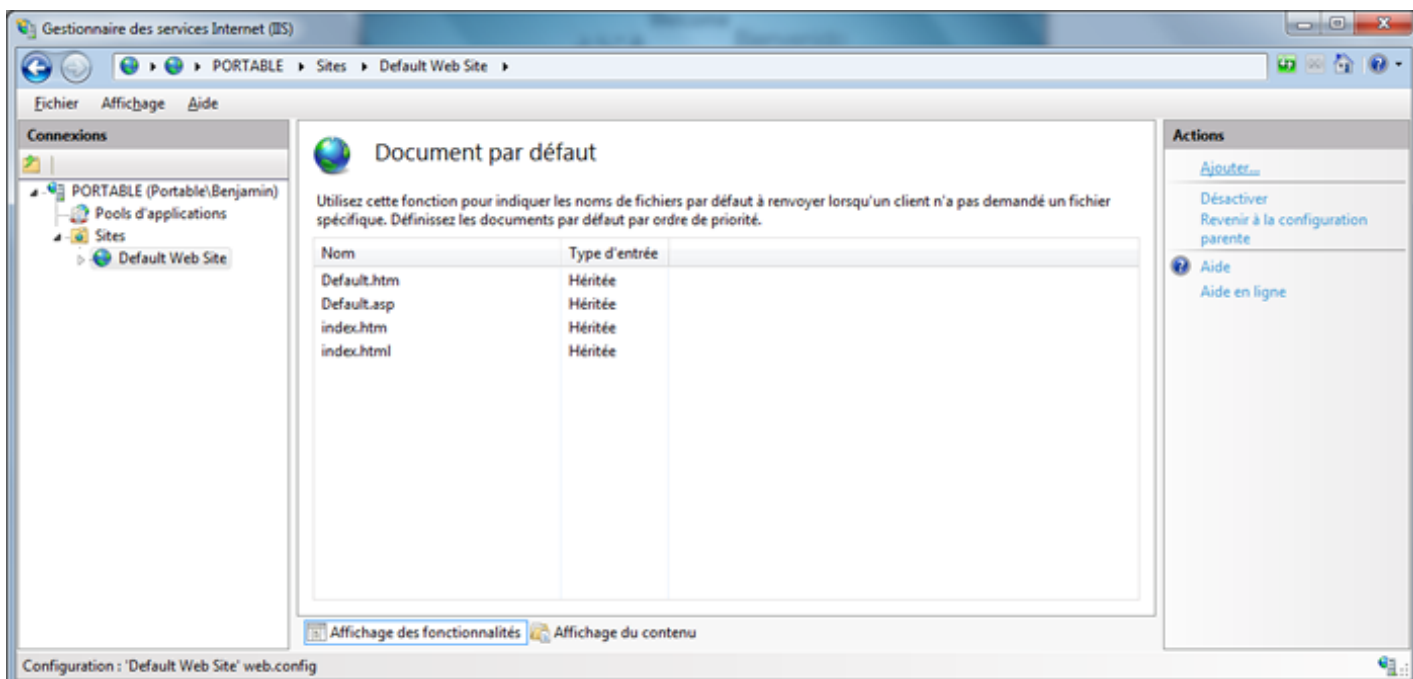 Gestionnaire des services Internet (IIS)
PORTABLE Sites Default Web Site
Fichier Affichage Aide
Connexions
PORTABLE (Portable\Benjamin)
Pools d'applications
Sites
Default Web Site
Document par défaut
Utilisez cette fonction pour indiquer les noms de fichiers par défaut à renvoyer lorsqu'un client n'a pas demandé un fichier
spécifique. Définissez les documents par défaut par ordre de priorité.
Nom Type d'entrée
Default.htm Héritée
Default.asp Héritée
index.htm Héritée
index.html Héritée
Affichage des fonctionnalités Affichage du contenu
Actions
Ajouter...
Désactiver
Revenir à la configuration
parente
Aide
Aide en ligne
Configuration : 'Default Web Site' web.config